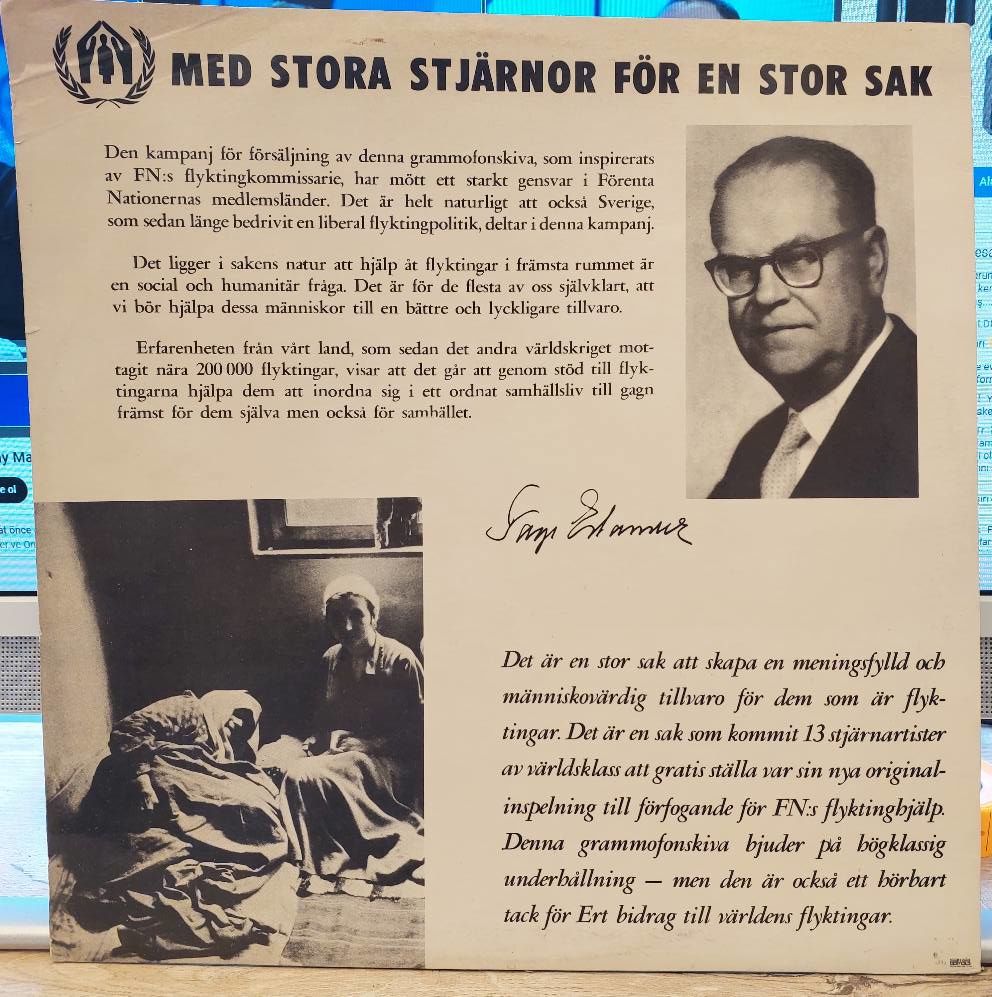 MED STORA STJÄRNOR FÖR EN STOR SAK
Den kampanj för försäljning av denna grammofonskiva, som inspirerats
av FN:s flyktingkommissarie, har mött ett starkt gensvar i Förenta
Nationernas medlemsländer. Det är helt naturligt att också Sverige,
som sedan länge bedrivit en liberal flyktingpolitik, deltar i denna kampanj.
Det ligger i sakens natur att hjälp åt flyktingar i främsta rummet är
en social och humanitär fråga. Det är för de flesta av oss självklart, att
vi bör hjälpa dessa människor till en bättre och lyckligare tillvaro.
Erfarenheten från vårt land, som sedan det andra världskriget mot-
tagit nära 200 000 flyktingar, visar att det går att genom stöd till flyk-
tingarna hjälpa dem att inordna sig i ett ordnat samhällsliv till gagn
främst för dem själva men också för samhället.
Tage Erlander
Det är en stor sak att skapa en meningsfylld och
människovärdig tillvaro för dem som är flyk-
tingar. Det är en sak som kommit 13 stjärnartister
av världsklass att gratis ställa var sin nya original-
inspelning till förfogande för FN:s flyktinghjälp.
Denna grammofonskiva bjuder på högklassig
underhållning — men den är också ett hörbart
tack för Ert bidrag till världens flyktingar.